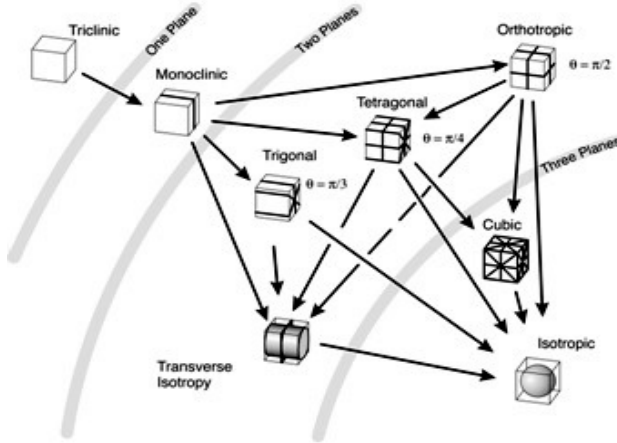 Triclinic
One Plane
Two Planes
Orthotropic
θ = π/2
Monoclinic
Tetragonal
θ = π/4
Trigonal
θ = π/3
Three Planes
Cubic
Transverse
Isotropy
Isotropic